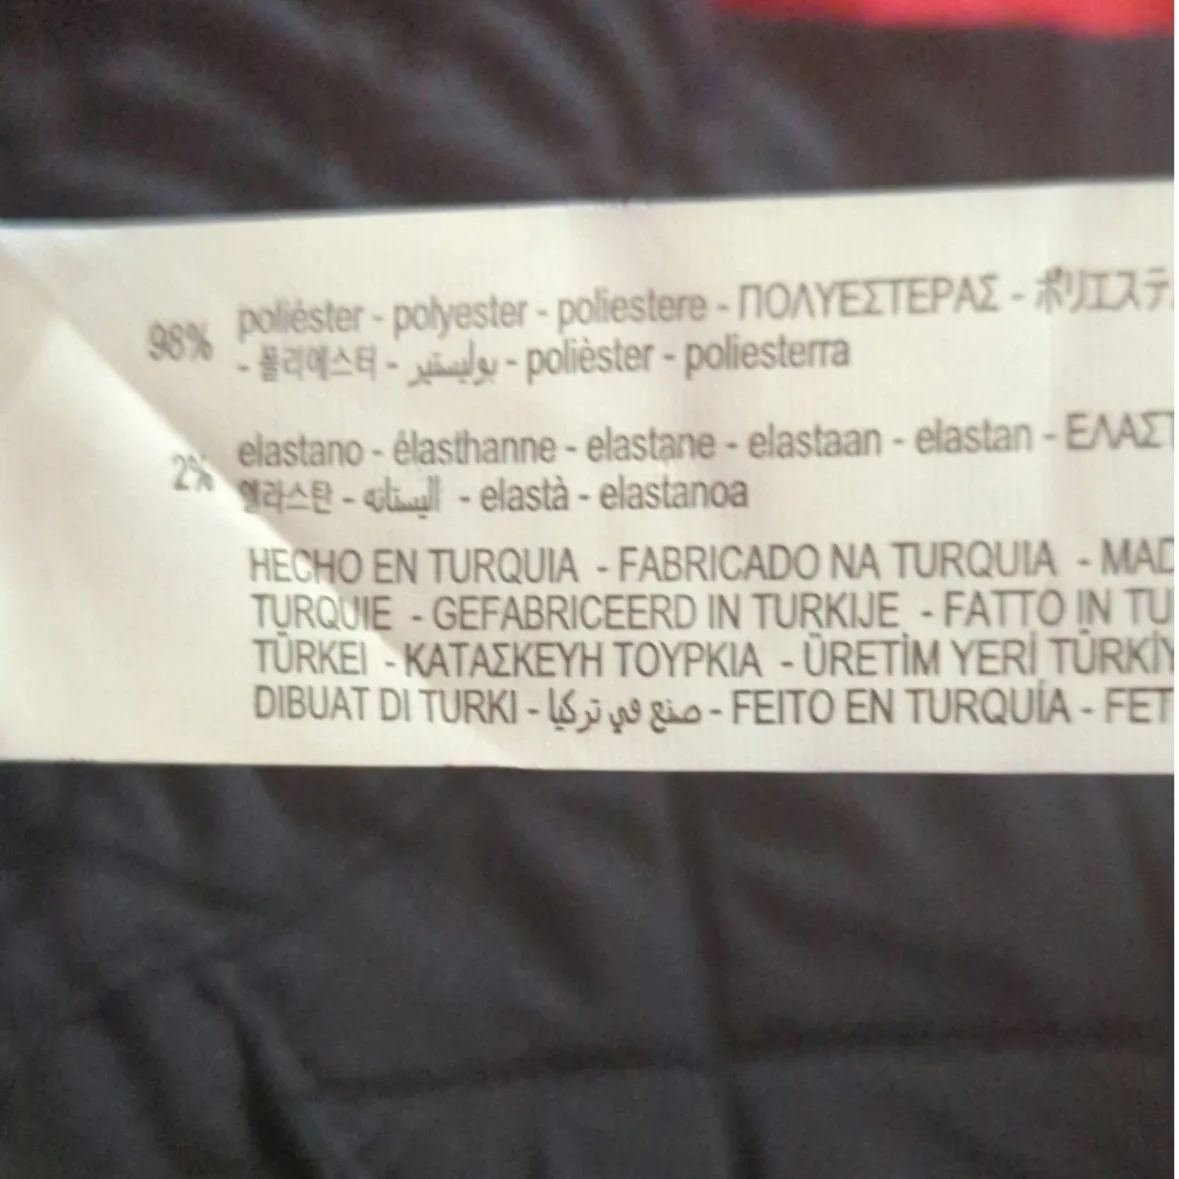 98% poliéster - polyester - poliestere - ΠΟΛΥΕΣΤΕΡΑΣ - ポリエステ
- 폴리에스터 - بوليستير - polièster - poliesterra
2% elastano - élasthanne - elastane - elastaan - elastan - ΕΛΑΣΤ
엘라스탄 - اليستانه - elastà - elastanoa
HECHO EN TURQUIA - FABRICADO NA TURQUIA - MAD
TURQUIE - GEFABRICEERD IN TURKIJE - FATTO IN TU
TÜRKEI - ΚΑΤΑΣΚΕΥΗ ΤΟΥΡΚΙΑ - ÜRETİM YERİ TÜRKİY
DIBUAT DI TURKI - صنع في تركيا - FEITO EN TURQUÍA - FET